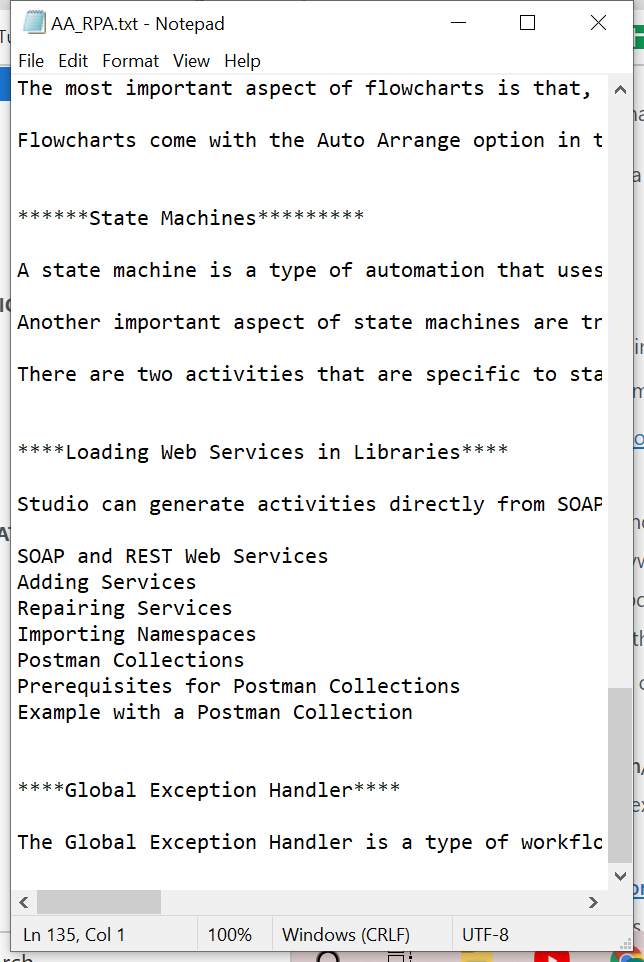 AA_RPA.txt - Notepad
File Edit Format View Help
The most important aspect of flowcharts is that,
Flowcharts come with the Auto Arrange option in t
******State Machines*********
A state machine is a type of automation that uses
Another important aspect of state machines are tr
There are two activities that are specific to sta
****Loading Web Services in Libraries****
Studio can generate activities directly from SOAP
SOAP and REST Web Services
Adding Services
Repairing Services
Importing Namespaces
Postman Collections
Prerequisites for Postman Collections
Example with a Postman Collection
****Global Exception Handler****
The Global Exception Handler is a type of workflo
Ln 135, Col 1 100% Windows (CRLF) UTF-8